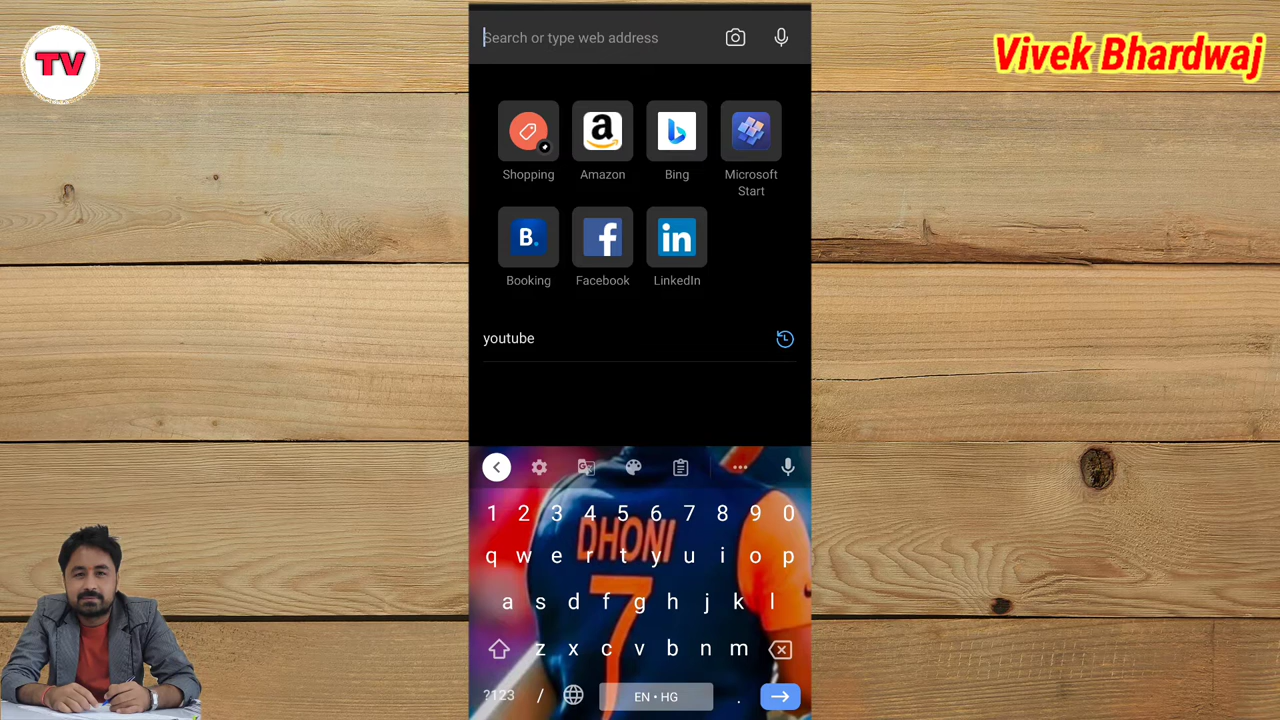 TV
Vivek Bhardwaj
Search or type web address
Shopping
Amazon
Bing
Microsoft
Start
Booking
Facebook
LinkedIn
youtube
DHONI
7
1 2 3 4 5 6 7 8 9 0
q w e r t y u i o p
a s d f g h j k l
z x c v b n m
?123 / EN • HG .